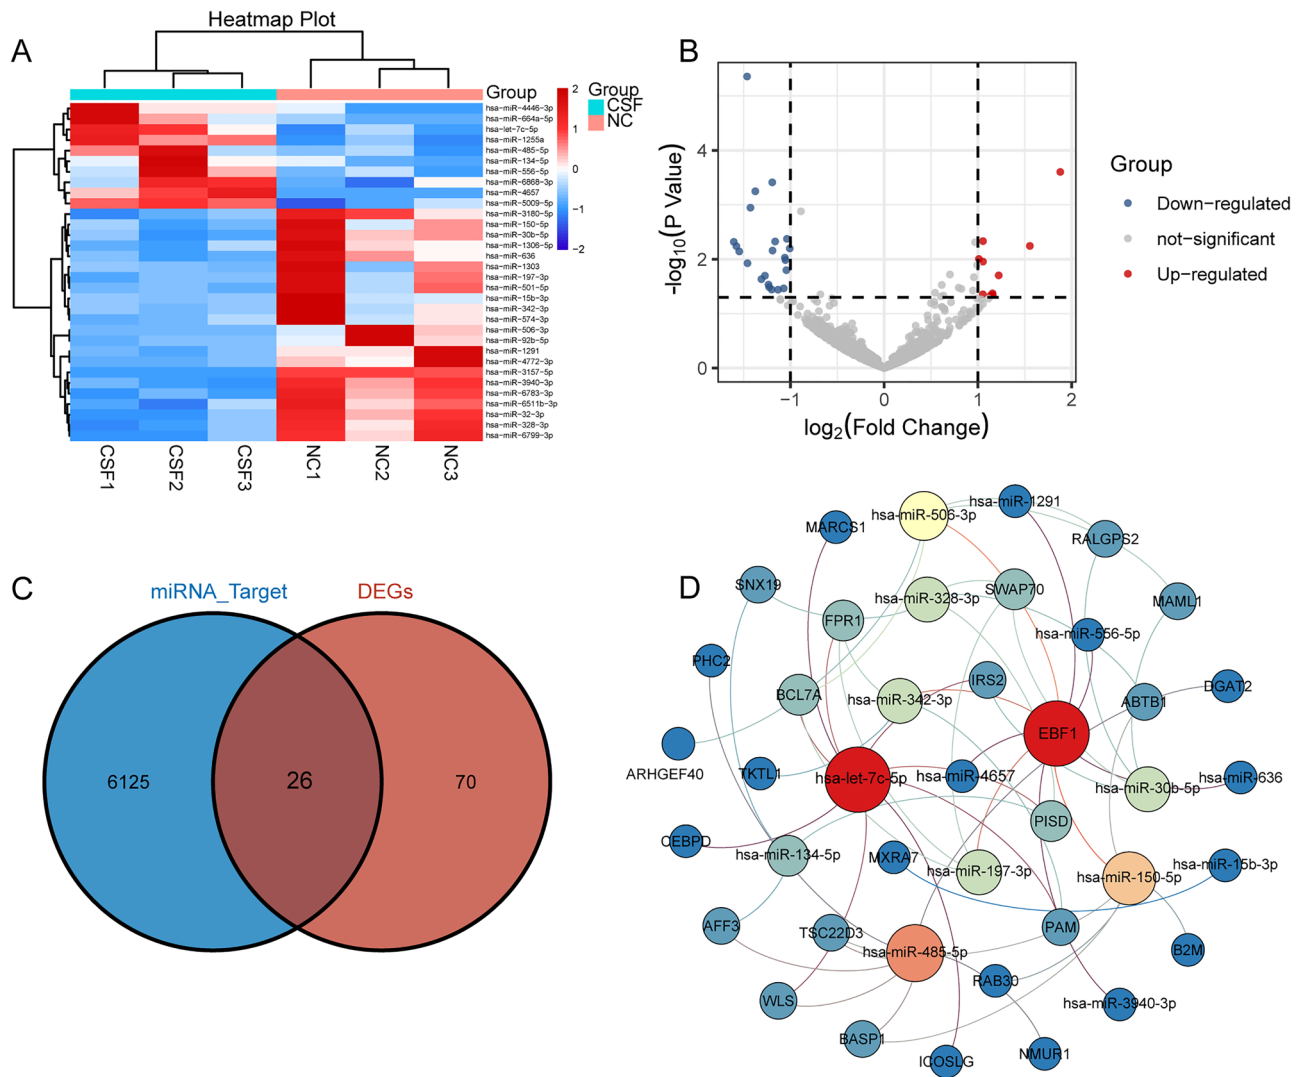 A
Heatmap Plot
Group
Group
CSF
NC
2
1
0
−1
−2
hsa−miR−4446−3p
hsa−miR−664a−5p
hsa−let−7c−5p
hsa−miR−1255a
hsa−miR−485−5p
hsa−miR−134−5p
hsa−miR−556−5p
hsa−miR−6868−3p
hsa−miR−4657
hsa−miR−5009−5p
hsa−miR−3180−5p
hsa−miR−150−5p
hsa−miR−30b−5p
hsa−miR−1306−5p
hsa−miR−636
hsa−miR−1303
hsa−miR−197−3p
hsa−miR−501−5p
hsa−miR−15b−3p
hsa−miR−342−3p
hsa−miR−574−3p
hsa−miR−506−3p
hsa−miR−92b−5p
hsa−miR−1291
hsa−miR−4772−3p
hsa−miR−3157−5p
hsa−miR−3940−3p
hsa−miR−6783−3p
hsa−miR−6511b−3p
hsa−miR−32−3p
hsa−miR−328−3p
hsa−miR−6799−3p
CSF1
CSF2
CSF3
NC1
NC2
NC3
B
-log10(P Value)
4
2
0
−1
0
1
2
log2(Fold Change)
Group
Down−regulated
not−significant
Up−regulated
C
miRNA_Target
DEGs
6125
26
70
D
hsa-miR-506-3p
hsa-miR-1291
MARCS1
RALGPS2
SNX19
hsa-miR-328-3p
SWAP70
MAML1
FPR1
hsa-miR-556-5p
PHC2
BCL7A
hsa-miR-342-3p
IRS2
ABTB1
DGAT2
EBF1
ARHGEF40
TKTL1
hsa-let-7c-5p
hsa-miR-4657
hsa-miR-30b-5p
hsa-miR-636
PISD
CEBPD
hsa-miR-134-5p
MXRA7
hsa-miR-197-3p
hsa-miR-150-5p
hsa-miR-15b-3p
AFF3
TSC22D3
PAM
hsa-miR-485-5p
B2M
RAB30
WLS
hsa-miR-3940-3p
BASP1
ICOSLG
NMUR1